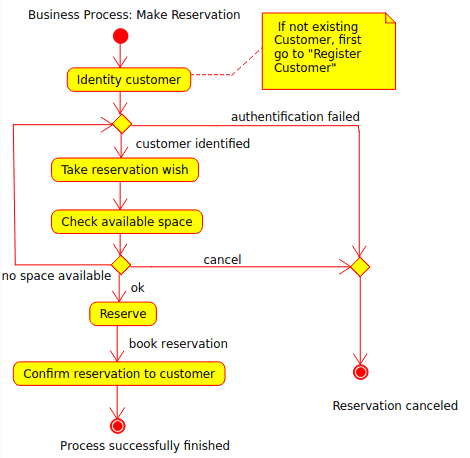 Business Process: Make Reservation
If not existing
Customer, first
go to "Register
Customer"
Identity customer
authentification failed
customer identified
Take reservation wish
Check available space
cancel
no space available
ok
Reserve
book reservation
Confirm reservation to customer
Reservation canceled
Process successfully finished